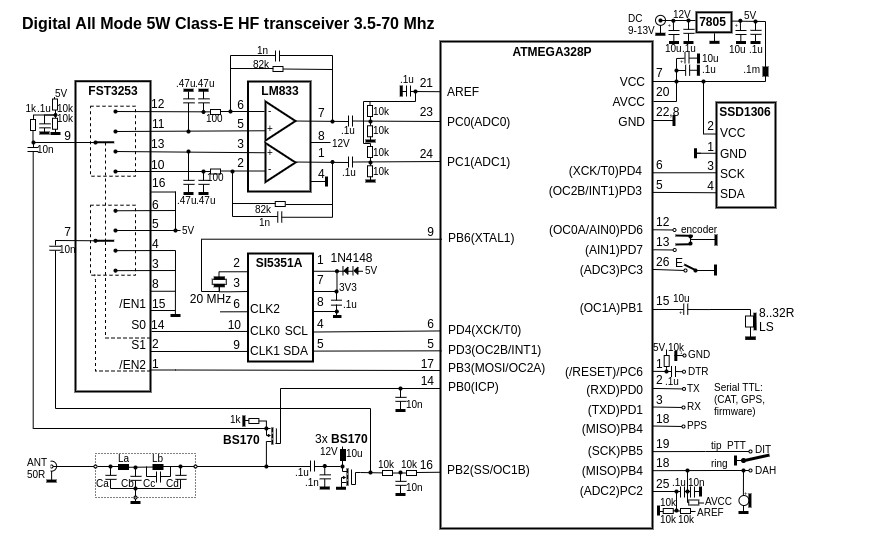 Digital All Mode 5W Class-E HF transceiver 3.5-70 Mhz
DC
9-13V
12V
7805
5V
10u .1u
10u .1u
10u
.1u
.1m
FST3253
5V
1k .1u 10k
10k
9
10n
7
10n
12
11
13
10
16
6
5
4
3
8
/EN1 15
S0 14
S1 2
/EN2 1
5V
.47u .47u
100
100
.47u .47u
1n
82k
LM833
6
5
3
2
-
+
+
-
7
8
12V
1
4
82k
1n
.1u
.1u
.1u
10k
10k
10k
10k
21
23
24
9
6
5
17
14
16
ATMEGA328P
AREF
PC0(ADC0)
PC1(ADC1)
PB6(XTAL1)
PD4(XCK/T0)
PD3(OC2B/INT1)
PB3(MOSI/OC2A)
PB0(ICP)
PB2(SS/OC1B)
VCC 7
AVCC 20
GND 22,8
(XCK/T0)PD4 6
(OC2B/INT1)PD3 5
(OC0A/AIN0)PD6 12
(AIN1)PD7 13
(ADC3)PC3 26
(OC1A)PB1 15
(/RESET)/PC6 1
(RXD)PD0 2
(TXD)PD1 3
(MISO)PB4 18
(SCK)PB5 19
(MISO)PB4 18
(ADC2)PC2 25
SSD1306
2 VCC
1 GND
3 SCK
4 SDA
encoder
E
10u
8..32R
LS
5V 10k
GND
DTR
.1u
TX
RX
PPS
Serial TTL:
(CAT, GPS,
firmware)
tip PTT DIT
ring DAH
.1u 10n
10k
AVCC
AREF
10k 10k
SI5351A
2
3
20 MHz
6 CLK2
10 CLK0 SCL 4
9 CLK1 SDA 5
1
7
8
1N4148
5V
3V3
.1u
10n
1k
BS170
3x BS170
12V
10u
.1u
.1n
10k 10k
10n
ANT
50R
La Lb
Ca Cb Cc Cd